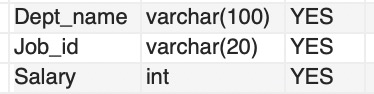 Dept_name varchar(100) YES
Job_id varchar(20) YES
Salary int YES